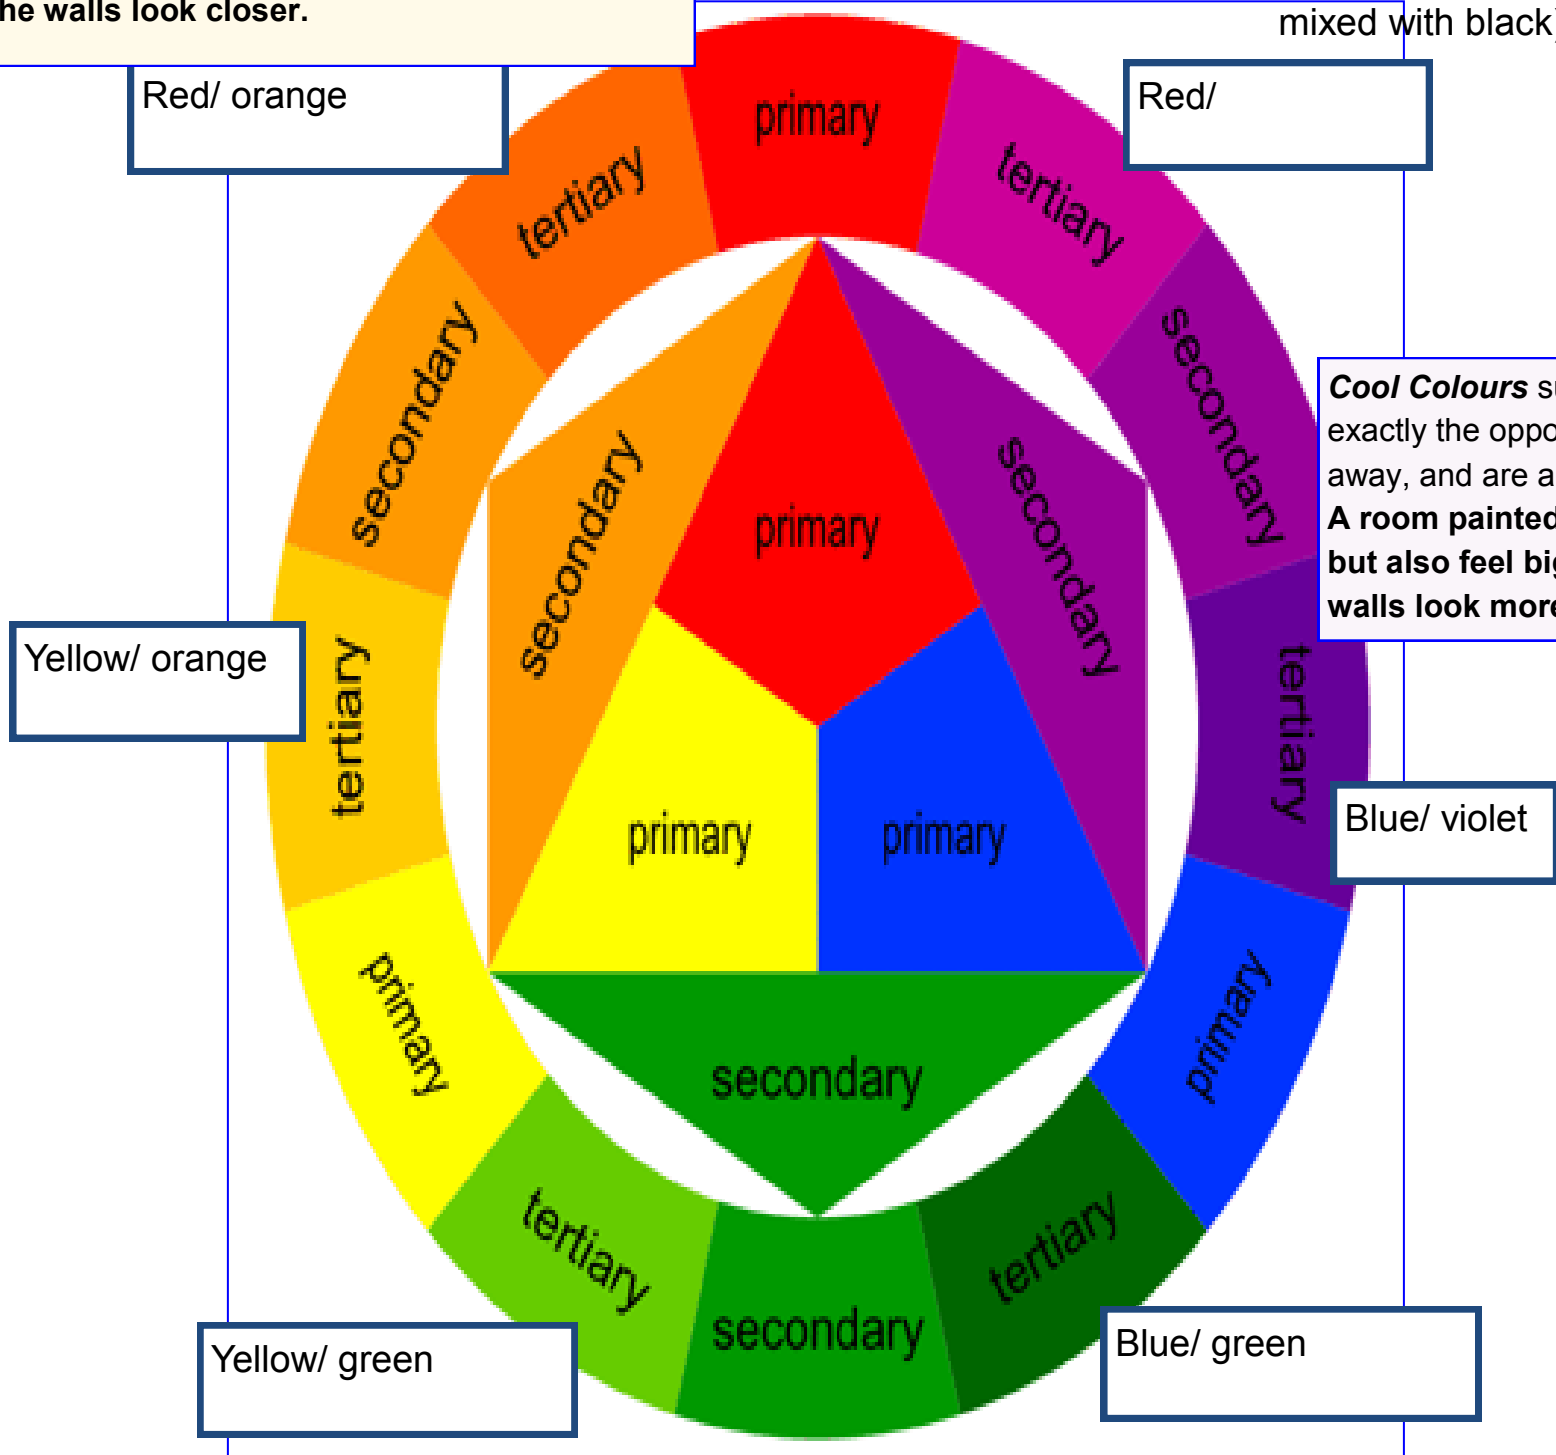 he walls look closer.
mixed with black)
Red/ orange
Red/
primary
tertiary
tertiary
secondary
secondary
Cool Colours
exactly the oppo
away, and are a
A room painted
but also feel big
walls look more
secondary
primary
secondary
Yellow/ orange
tertiary
tertiary
Blue/ violet
primary
primary
primary
primary
secondary
tertiary
tertiary
secondary
Yellow/ green
Blue/ green